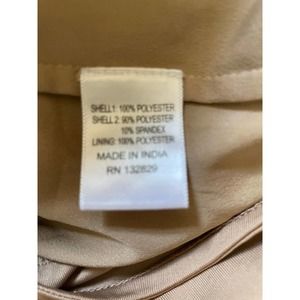 SHELL1: 100% POLYESTER
SHELL 2: 90% POLYESTER
10% SPANDEX
LINING: 100% POLYESTER
MADE IN INDIA
RN 132829